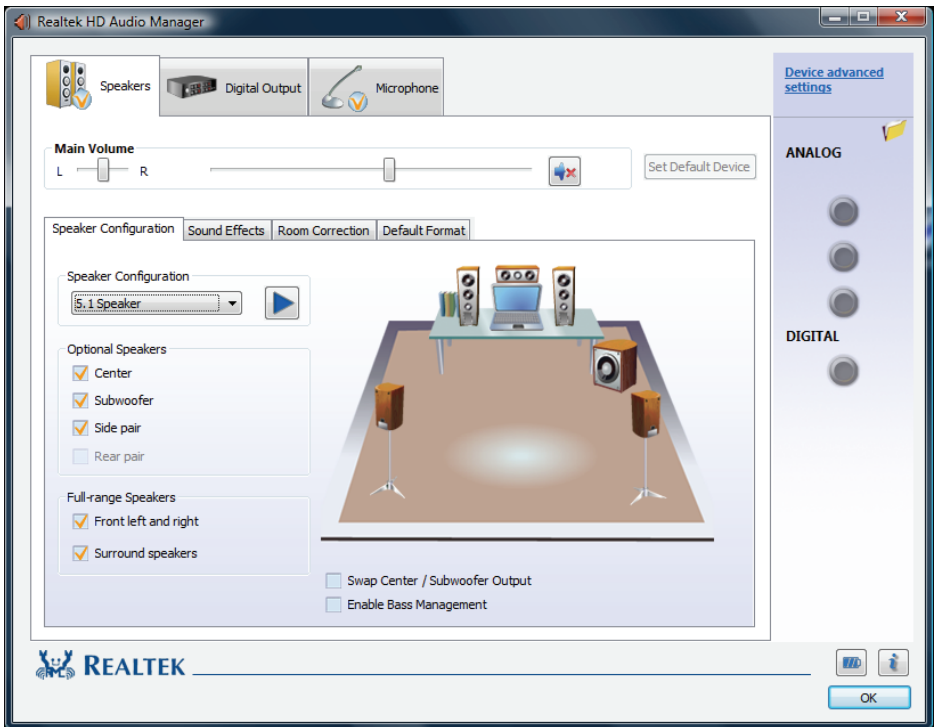 Realtek HD Audio Manager
Speakers
Digital Output
Microphone
Device advanced
settings
Main Volume
L
R
Set Default Device
ANALOG
Speaker Configuration
Sound Effects
Room Correction
Default Format
Speaker Configuration
5.1 Speaker
Optional Speakers
Center
Subwoofer
Side pair
Rear pair
DIGITAL
Full-range Speakers
Front left and right
Surround speakers
Swap Center / Subwoofer Output
Enable Bass Management
REALTEK
OK